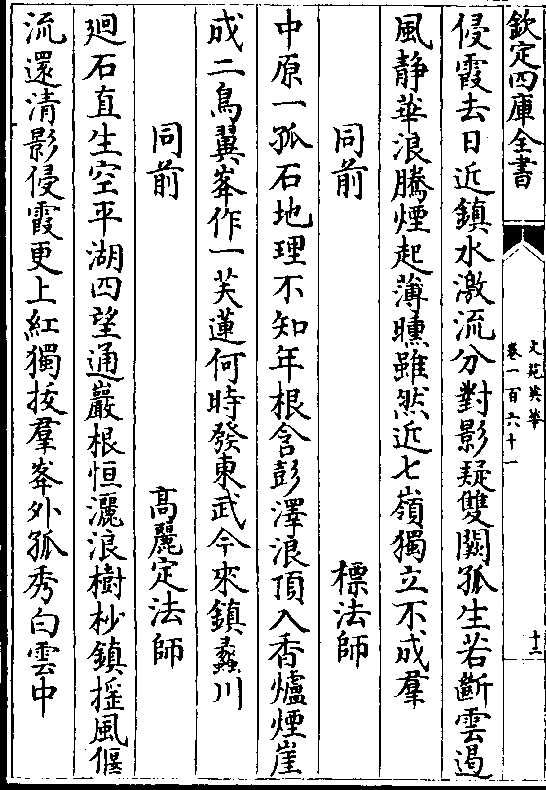 欽定四庫全書
文苑英華
卷一百六十一
十三
侵霞去日近鎮水激流分對影疑雙闕孤生若斷雲遏
風静華浪騰煙起薄曛雖然近七嶺獨立不成羣
同前 標法師
中原一孤石地理不知年根含彭澤浪頂入香爐煙崖
成二鳥翼峯作一芙蓮何時發東武今來鎮蠡川
同前 高麗定法師
廻石直生空平湖四望通巖根恒灑浪樹杪鎮揺風偃
流還清影侵霞更上紅獨拔羣峯外孤秀白雲中